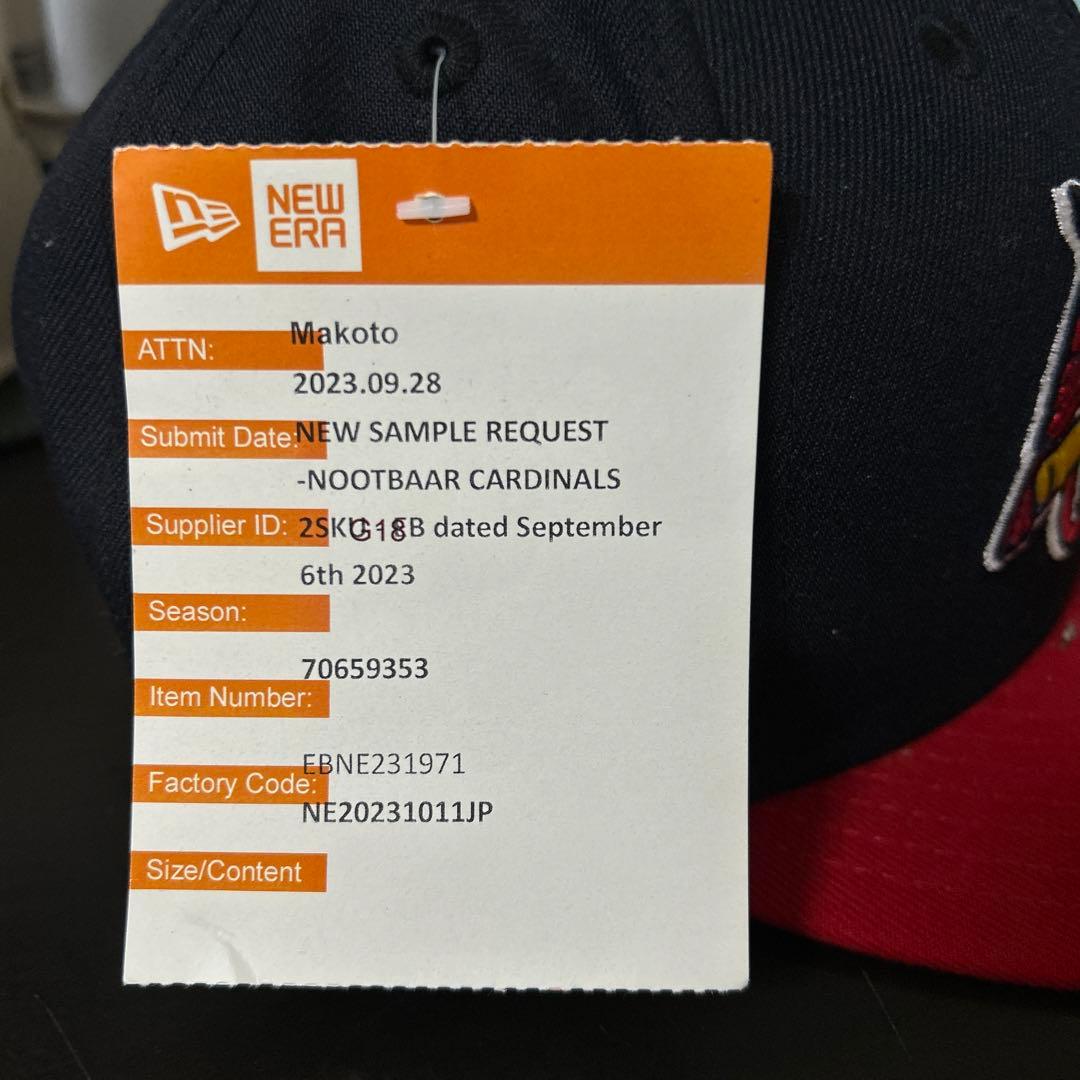 NEW
ERA
ATTN:
Makoto
2023.09.28
Submit Date:
NEW SAMPLE REQUEST
-NOOTBAAR CARDINALS
Supplier ID:
G18
dated September
6th 2023
Season:
70659353
Item Number:
EBNE231971
Factory Code:
NE20231011JP
Size/Content